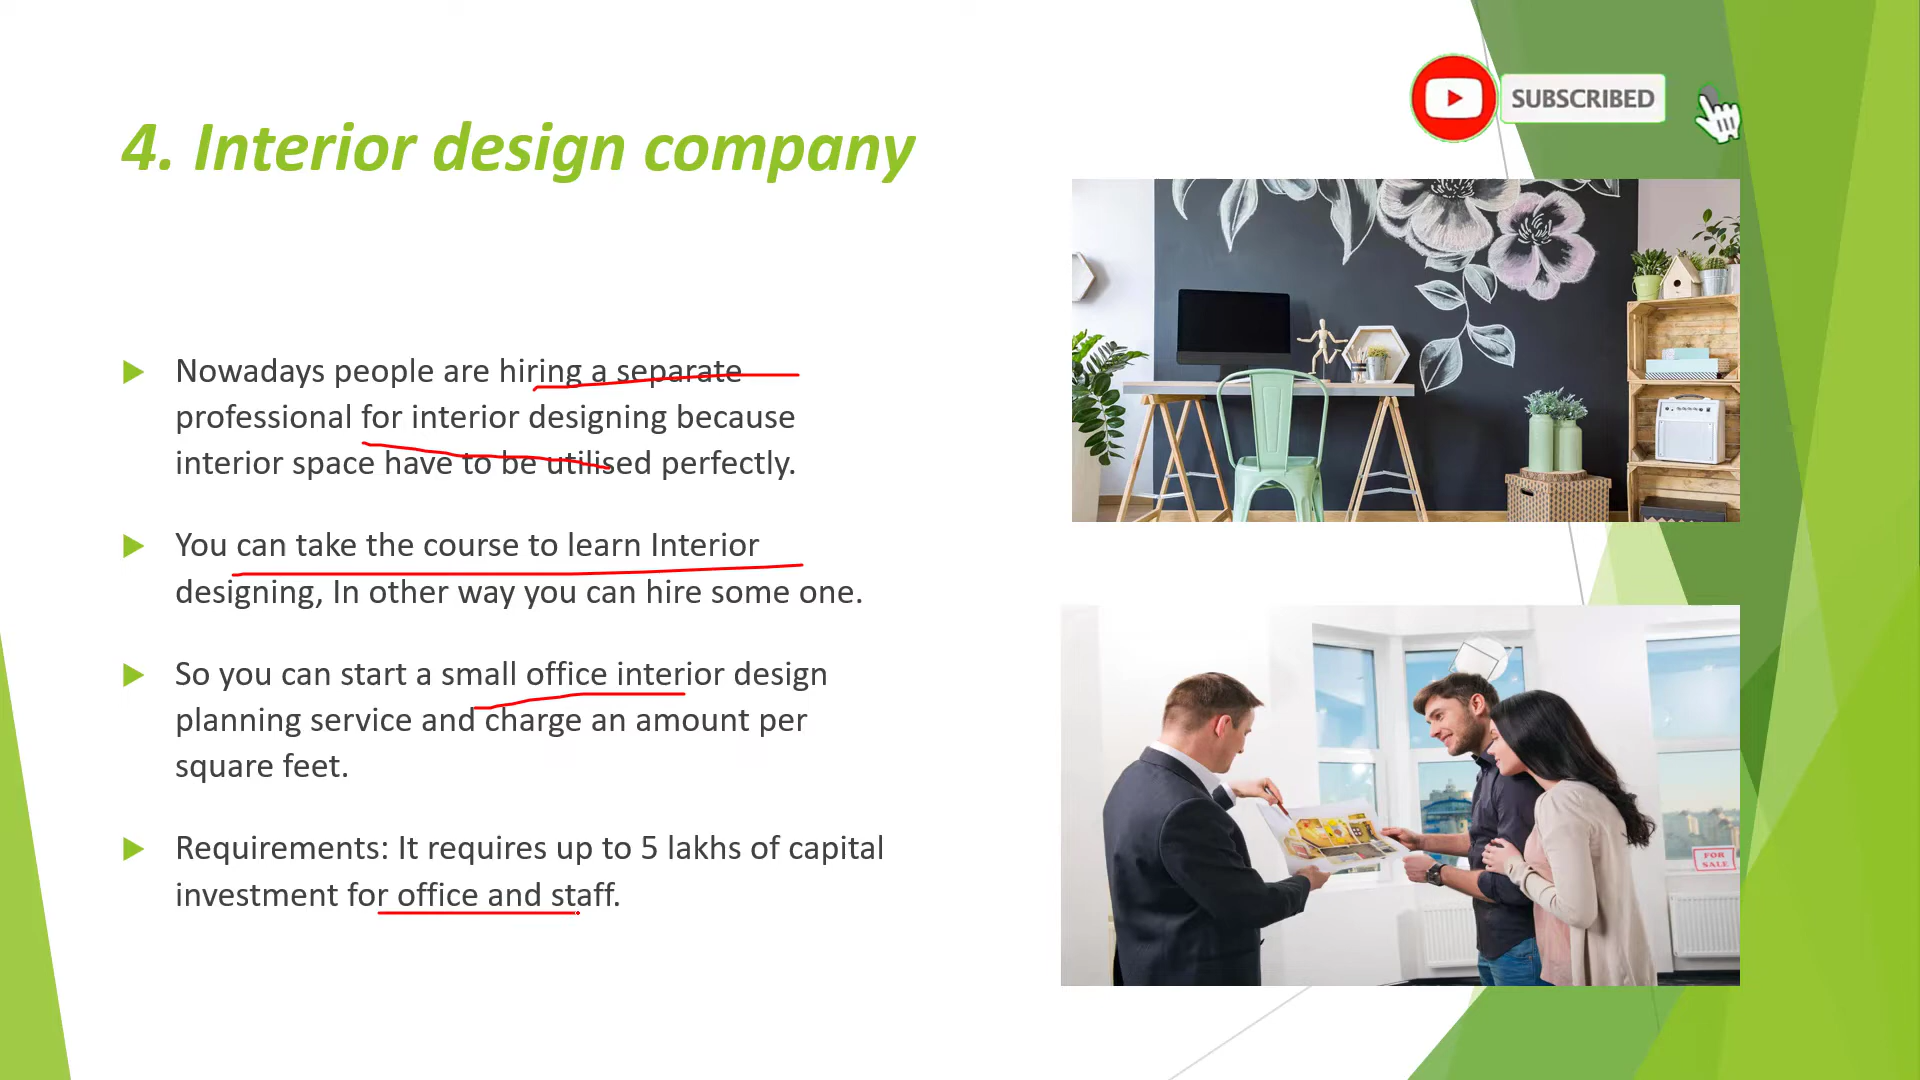 SUBSCRIBED
4. Interior design company
Nowadays people are hiring a separate
professional for interior designing because
interior space have to be utilised perfectly.
You can take the course to learn Interior
designing, In other way you can hire some one.
So you can start a small office interior design
planning service and charge an amount per
square feet.
Requirements: It requires up to 5 lakhs of capital
investment for office and staff.
FOR
SALE